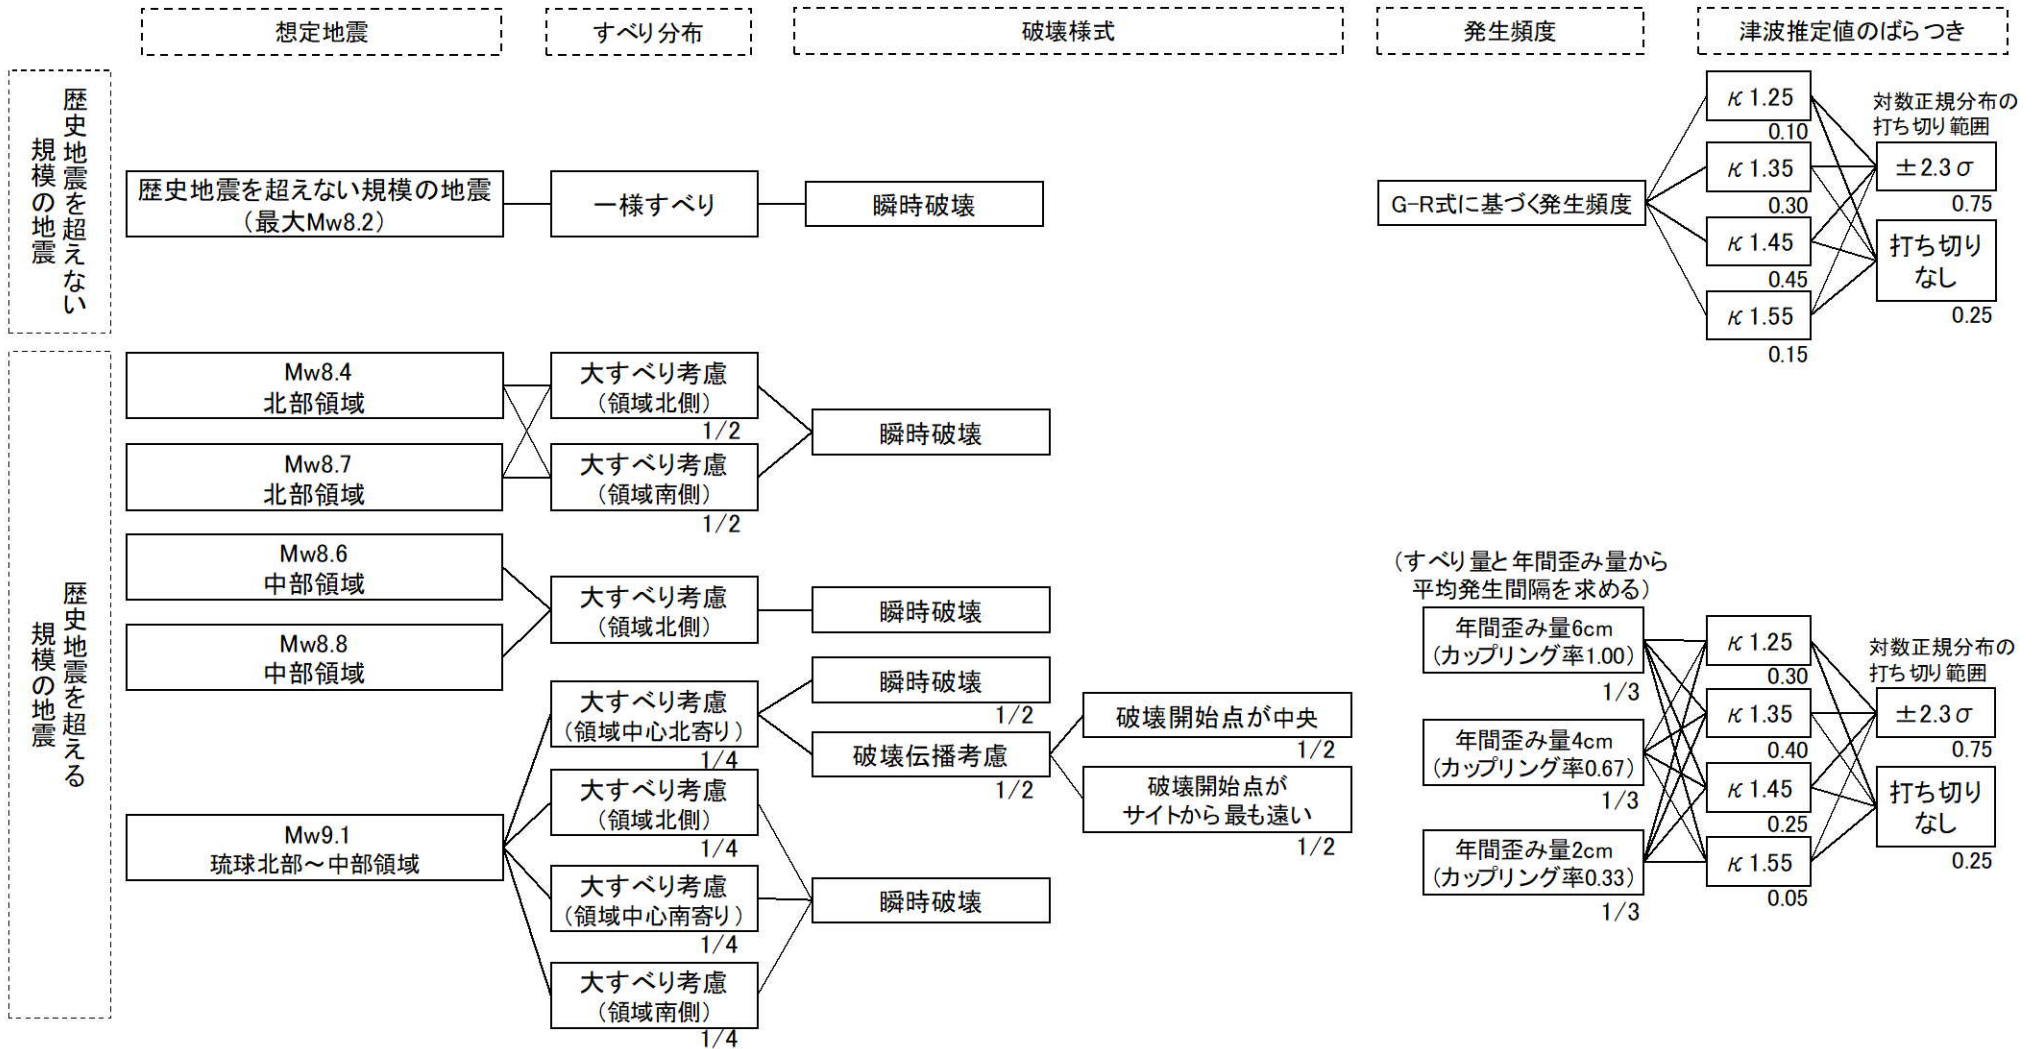 想定地震
すべり分布
破壊様式
発生頻度
津波推定値のばらつき
歴史地震を超えない
規模の地震
歴史地震を超えない規模の地震
（最大Mw8.2）
一様すべり
瞬時破壊
G-R式に基づく発生頻度
κ1.25
0.10
κ1.35
0.30
κ1.45
0.45
κ1.55
0.15
対数正規分布の
打ち切り範囲
±2.3σ
0.75
打ち切り
なし
0.25
歴史地震を超える
規模の地震
Mw8.4
北部領域
Mw8.7
北部領域
大すべり考慮
（領域北側）
1/2
大すべり考慮
（領域南側）
1/2
瞬時破壊
Mw8.6
中部領域
Mw8.8
中部領域
大すべり考慮
（領域北側）
瞬時破壊
Mw9.1
琉球北部～中部領域
大すべり考慮
（領域中心北寄り）
1/4
大すべり考慮
（領域北側）
1/4
大すべり考慮
（領域中心南寄り）
1/4
大すべり考慮
（領域南側）
1/4
瞬時破壊
1/2
破壊伝播考慮
1/2
破壊開始点が中央
1/2
破壊開始点が
サイトから最も遠い
1/2
瞬時破壊
（すべり量と年間歪み量から
平均発生間隔を求める）
年間歪み量6cm
（カップリング率1.00）
1/3
年間歪み量4cm
（カップリング率0.67）
1/3
年間歪み量2cm
（カップリング率0.33）
1/3
κ1.25
0.30
κ1.35
0.40
κ1.45
0.25
κ1.55
0.05
対数正規分布の
打ち切り範囲
±2.3σ
0.75
打ち切り
なし
0.25